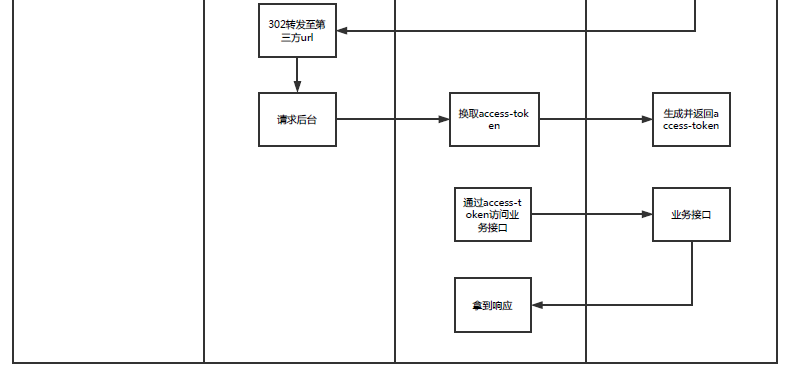 302转发至第
三方url
请求后台
换取access-tok
en
生成并返回a
ccess-token
通过access-t
oken访问业
务接口
业务接口
拿到响应